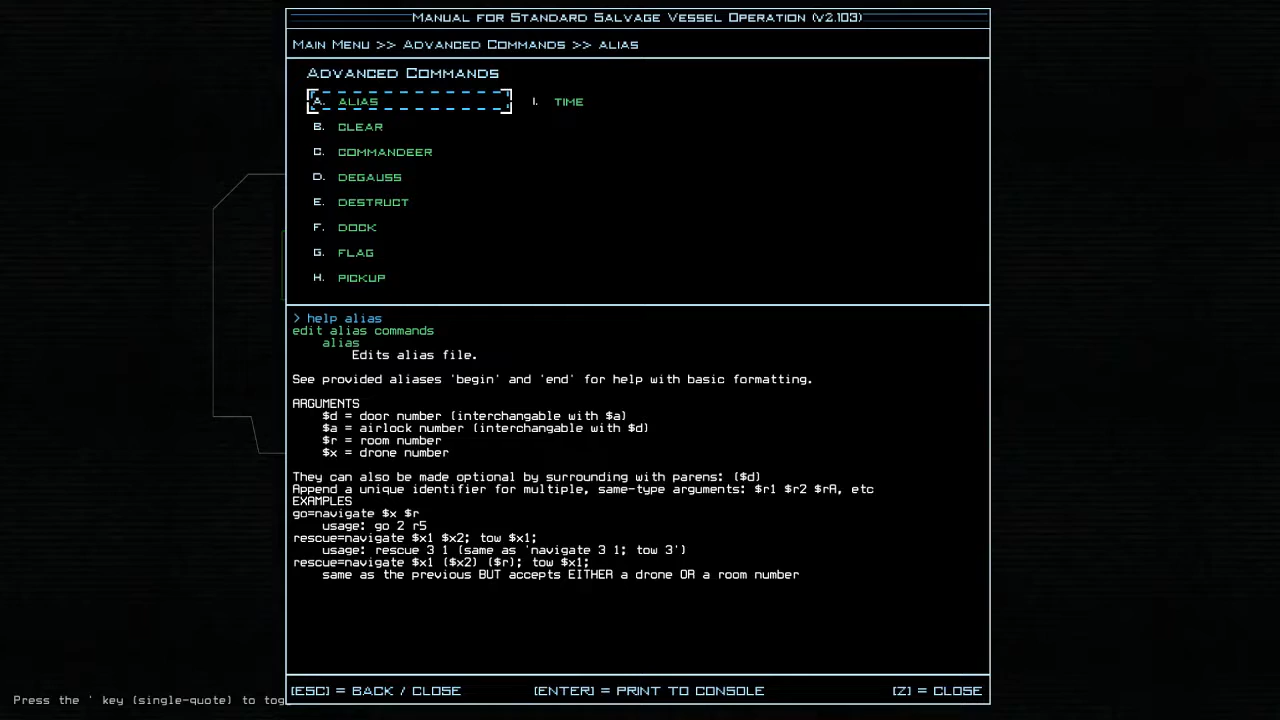 Manual for Standard Salvage Vessel Operation (v2.103)
Main Menu >> Advanced Commands >> ALIAS
Advanced Commands
A. ALIAS
I. TIME
B. CLEAR
C. COMMANDEER
D. DEGAUSS
E. DESTRUCT
F. DOCK
G. FLAG
H. PICKUP
> help alias
edit alias commands
alias
Edits alias file.
See provided aliases 'begin' and 'end' for help with basic formatting.
ARGUMENTS
$d = door number (interchangable with $a)
$a = airlock number (interchangable with $d)
$r = room number
$x = drone number
They can also be made optional by surrounding with parens: ($d)
Append a unique identifier for multiple, same-type arguments: $r1 $r2 $rA, etc
EXAMPLES
go=navigate $x $r
usage: go 2 r5
rescue=navigate $x1 $x2; tow $x1;
usage: rescue 3 1 (same as 'navigate 3 1; tow 3')
rescue=navigate $x1 ($x2) ($r); tow $x1;
same as the previous BUT accepts EITHER a drone OR a room number
Press the ' key (single-quote) to tog
[ESC] = BACK / CLOSE
[ENTER] = PRINT TO CONSOLE
[Z] = CLOSE